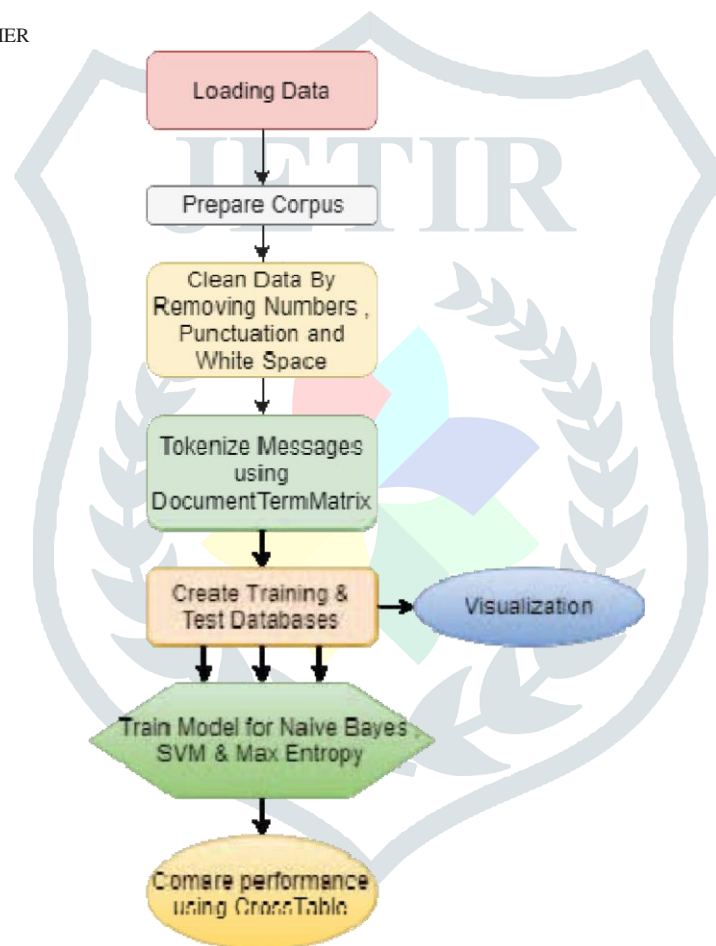 IER
JETIR
Loading Data
Prepare Corpus
Clean Data By
Removing Numbers ,
Punctuation and
White Space
Tokenize Messages
using
DocumentTermMatrix
Create Training &
Test Databases
Visualization
Train Model for Naive Bayes ,
SVM & Max Entropy
Comare performance
using CrossTable